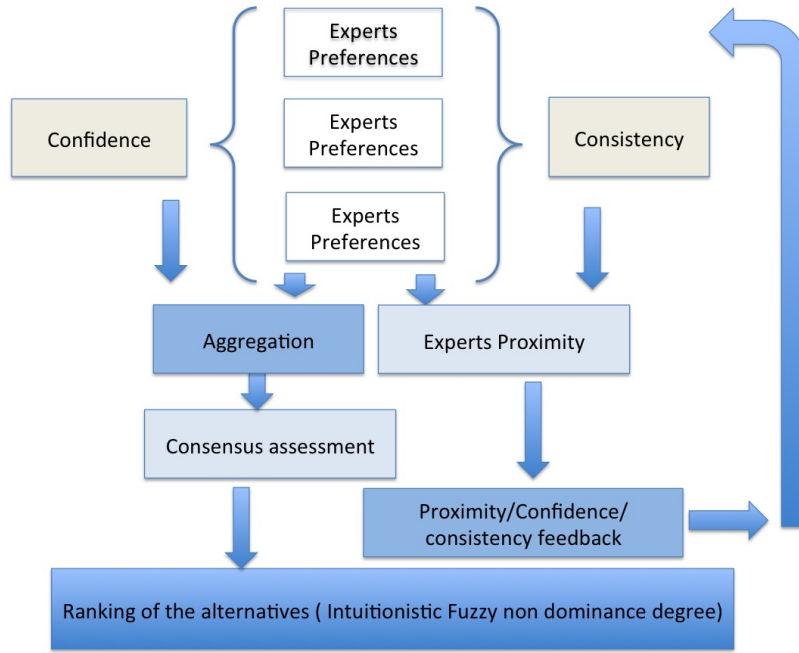 Experts
Preferences
Confidence
Experts
Preferences
Consistency
Experts
Preferences
Aggregation
Experts Proximity
Consensus assessment
Proximity/Confidence/
consistency feedback
Ranking of the alternatives ( Intuitionistic Fuzzy non dominance degree)